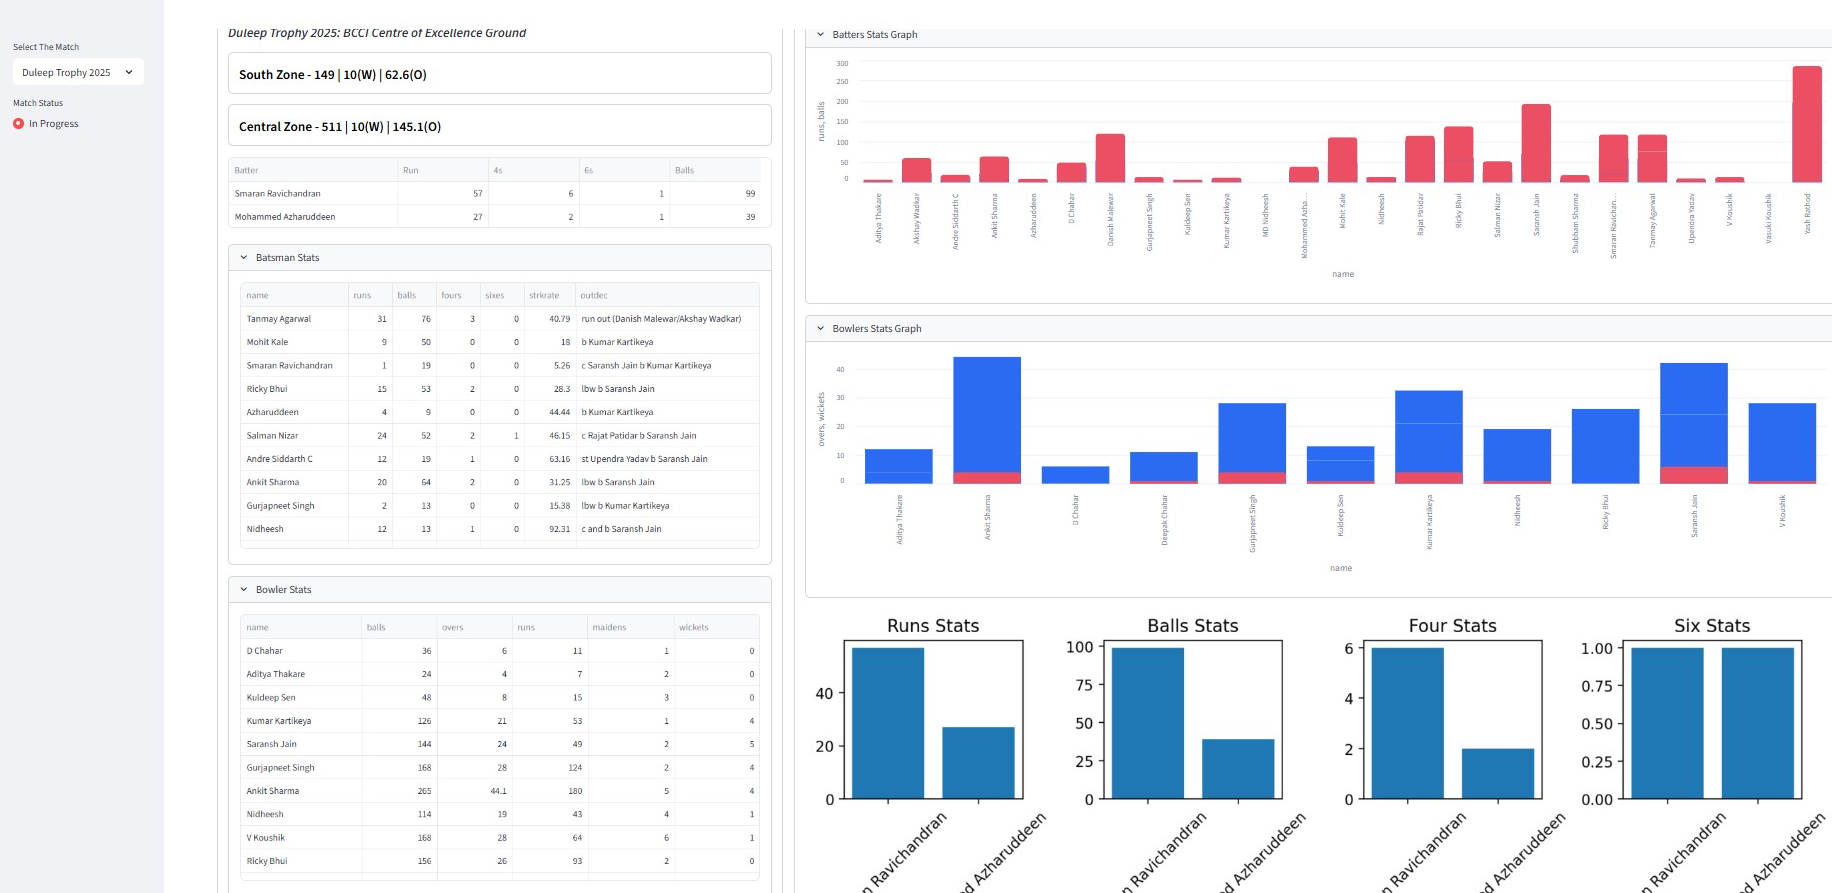 Select The Match
Duleep Trophy 2025
Match Status
In Progress
Duleep Trophy 2025: BCCI Centre of Excellence Ground
South Zone - 149 | 10(W) | 62.6(O)
Central Zone - 511 | 10(W) | 145.1(O)
Batter Run 4s 6s Balls
Smaran Ravichandran 57 6 1 99
Mohammed Azharuddeen 27 2 1 39
Batsman Stats
name runs balls fours sixes strkrate outdec
Tanmay Agarwal 31 76 3 0 40.79 run out (Danish Malewar/Akshay Wadkar)
Mohit Kale 9 50 0 0 18 b Kumar Kartikeya
Smaran Ravichandran 1 19 0 0 5.26 c Saransh Jain b Kumar Kartikeya
Ricky Bhui 15 53 2 0 28.3 lbw b Saransh Jain
Azharuddeen 4 9 0 0 44.44 b Kumar Kartikeya
Salman Nizar 24 52 2 1 46.15 c Rajat Patidar b Saransh Jain
Andre Siddarth C 12 19 1 0 63.16 st Upendra Yadav b Saransh Jain
Ankit Sharma 20 64 2 0 31.25 lbw b Saransh Jain
Gurjapneet Singh 2 13 0 0 15.38 lbw b Kumar Kartikeya
Nidheesh 12 13 1 0 92.31 c and b Saransh Jain
Bowler Stats
name balls overs runs maidens wickets
D Chahar 36 6 11 1 0
Aditya Thakare 24 4 7 2 0
Kuldeep Sen 48 8 15 3 0
Kumar Kartikeya 126 21 53 1 4
Saransh Jain 144 24 49 2 5
Gurjapneet Singh 168 28 124 2 4
Ankit Sharma 265 44.1 180 5 4
Nidheesh 114 19 43 4 1
V Koushik 168 28 64 6 1
Ricky Bhui 156 26 93 2 0
Batters Stats Graph
runs, balls
300
250
200
150
100
50
0
Aditya Thakare
Akshay Wadkar
Andre Siddarth C
Ankit Sharma
Azharuddeen
D Chahar
Danish Malewar
Gurjapneet Singh
Kuldeep Sen
Kumar Kartikeya
MD Nidheesh
Mohammed Azha…
Mohit Kale
Nidheesh
Rajat Patidar
Ricky Bhui
Salman Nizar
Saransh Jain
Shubham Sharma
Smaran Ravichan…
Tanmay Agarwal
Upendra Yadav
V Koushik
Vasuki Koushik
Yash Rathod
name
Bowlers Stats Graph
overs, wickets
40
30
20
10
0
Aditya Thakare
Ankit Sharma
D Chahar
Deepak Chahar
Gurjapneet Singh
Kuldeep Sen
Kumar Kartikeya
Nidheesh
Ricky Bhui
Saransh Jain
V Koushik
name
Runs Stats
40
20
0
n Ravichandran
ed Azharuddeen
Balls Stats
100
75
50
25
0
n Ravichandran
ed Azharuddeen
Four Stats
6
4
2
0
n Ravichandran
ed Azharuddeen
Six Stats
1.00
0.75
0.50
0.25
0.00
n Ravichandran
ed Azharuddeen